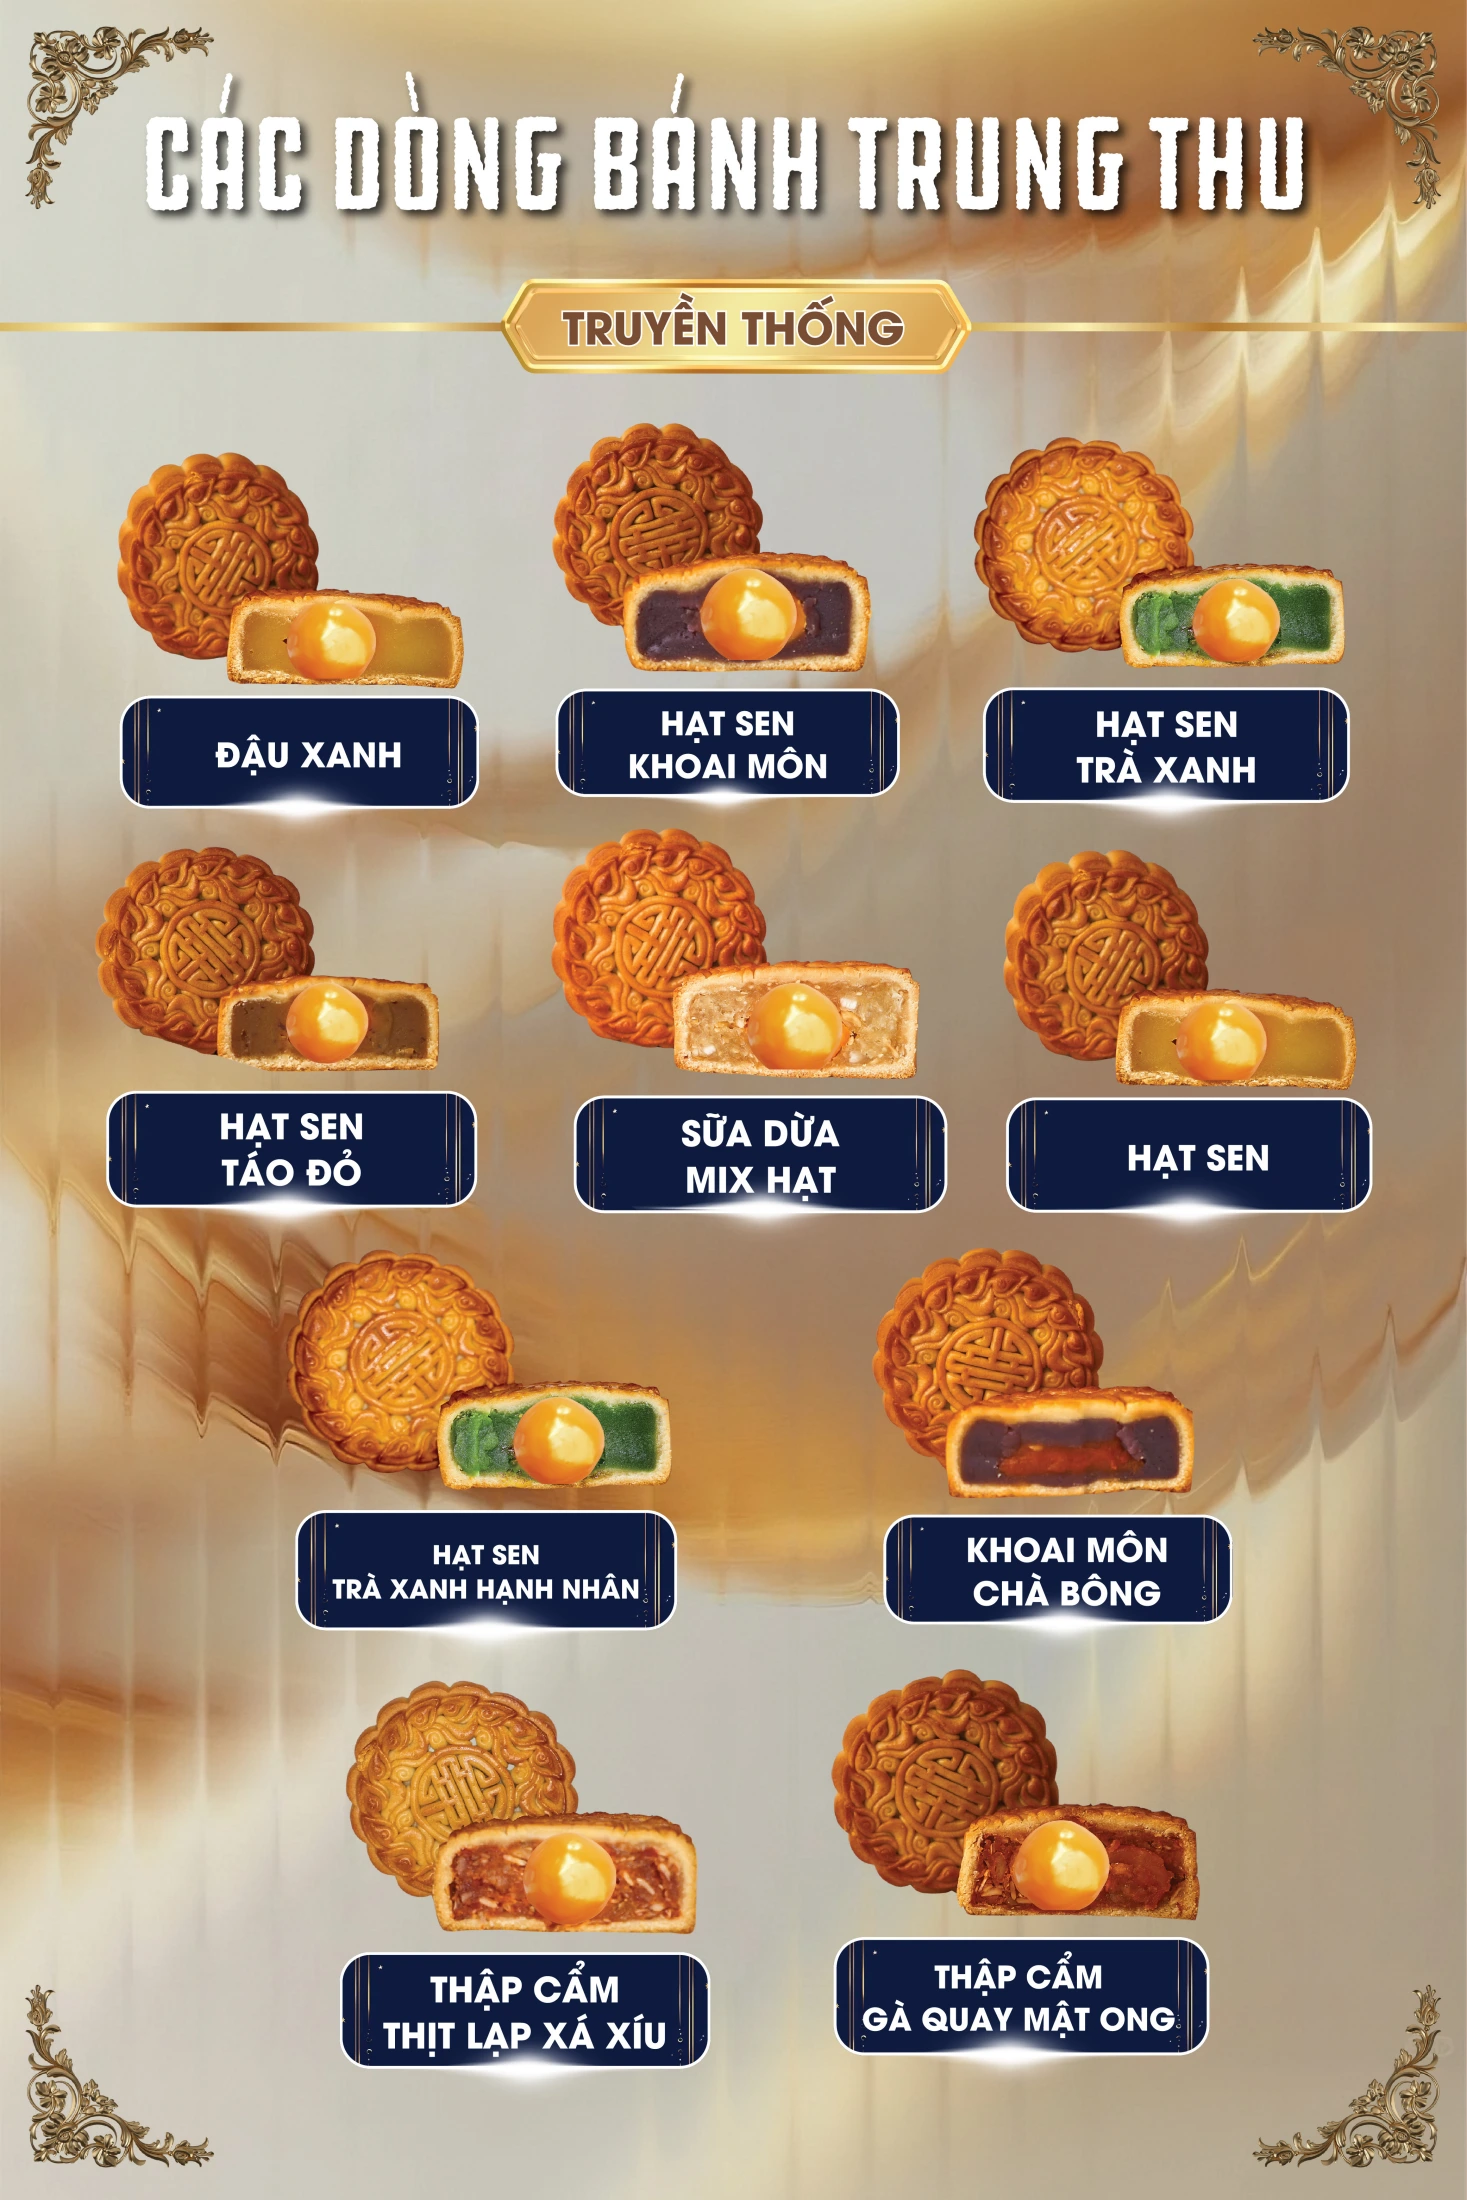 CÁC DÒNG BÁNH TRUNG THU
TRUYỀN THỐNG
ĐẬU XANH
HẠT SEN
KHOAI MÔN
HẠT SEN
TRÀ XANH
HẠT SEN
TÁO ĐỎ
SỮA DỪA
MIX HẠT
HẠT SEN
HẠT SEN
TRÀ XANH HẠNH NHÂN
KHOAI MÔN
CHÀ BÔNG
THẬP CẨM
THỊT LẠP XÁ XÍU
THẬP CẨM
GÀ QUAY MẬT ONG